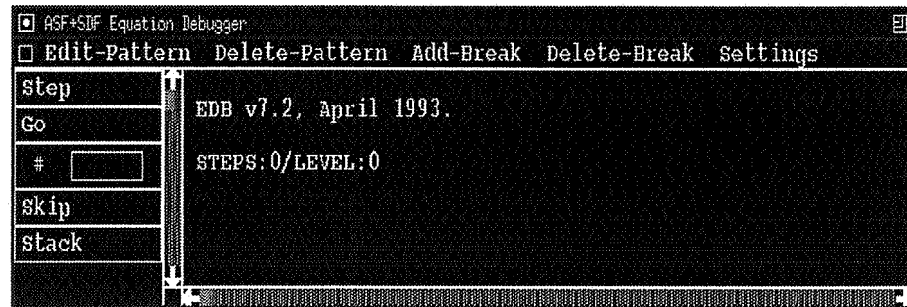 ASF+SDF Equation Debugger
Edit-Pattern Delete-Pattern Add-Break Delete-Break Settings
Step
Go
#
Skip
Stack
EDB v7.2, April 1993.
STEPS:0/LEVEL:0